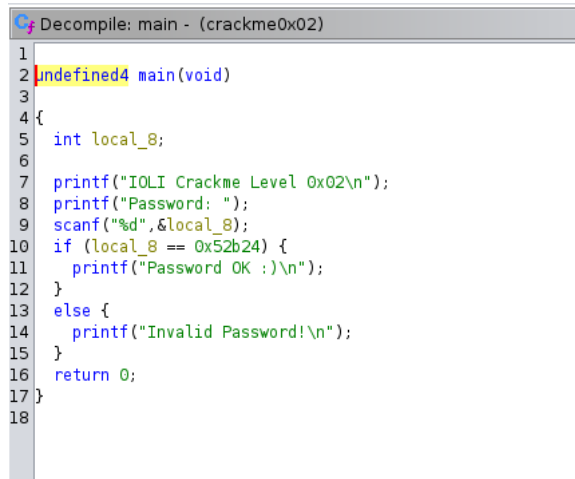 Cf Decompile: main - (crackme0x02)
1
2 undefined4 main(void)
3
4 {
5 int local_8;
6
7 printf("IOLI Crackme Level 0x02\n");
8 printf("Password: ");
9 scanf("%d",&local_8);
10 if (local_8 == 0x52b24) {
11 printf("Password OK :)\n");
12 }
13 else {
14 printf("Invalid Password!\n");
15 }
16 return 0;
17 }
18